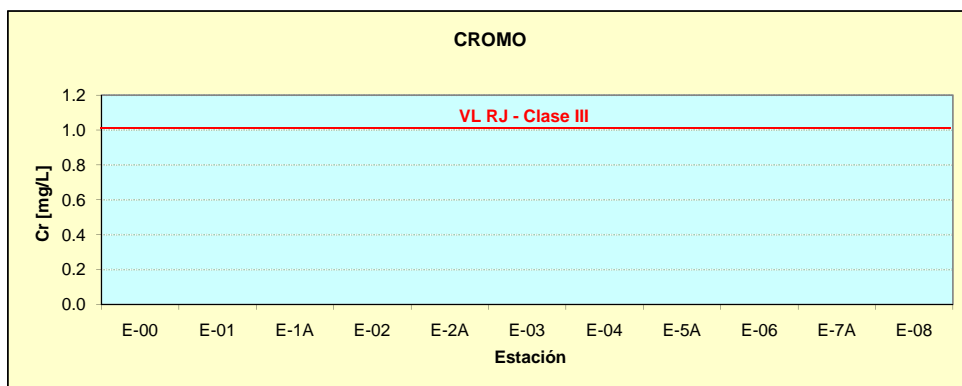 CROMO
VL RJ - Clase III
Cr [mg/L]
1.2
1.0
0.8
0.6
0.4
0.2
0.0
E-00 E-01 E-1A E-02 E-2A E-03 E-04 E-5A E-06 E-7A E-08
Estación